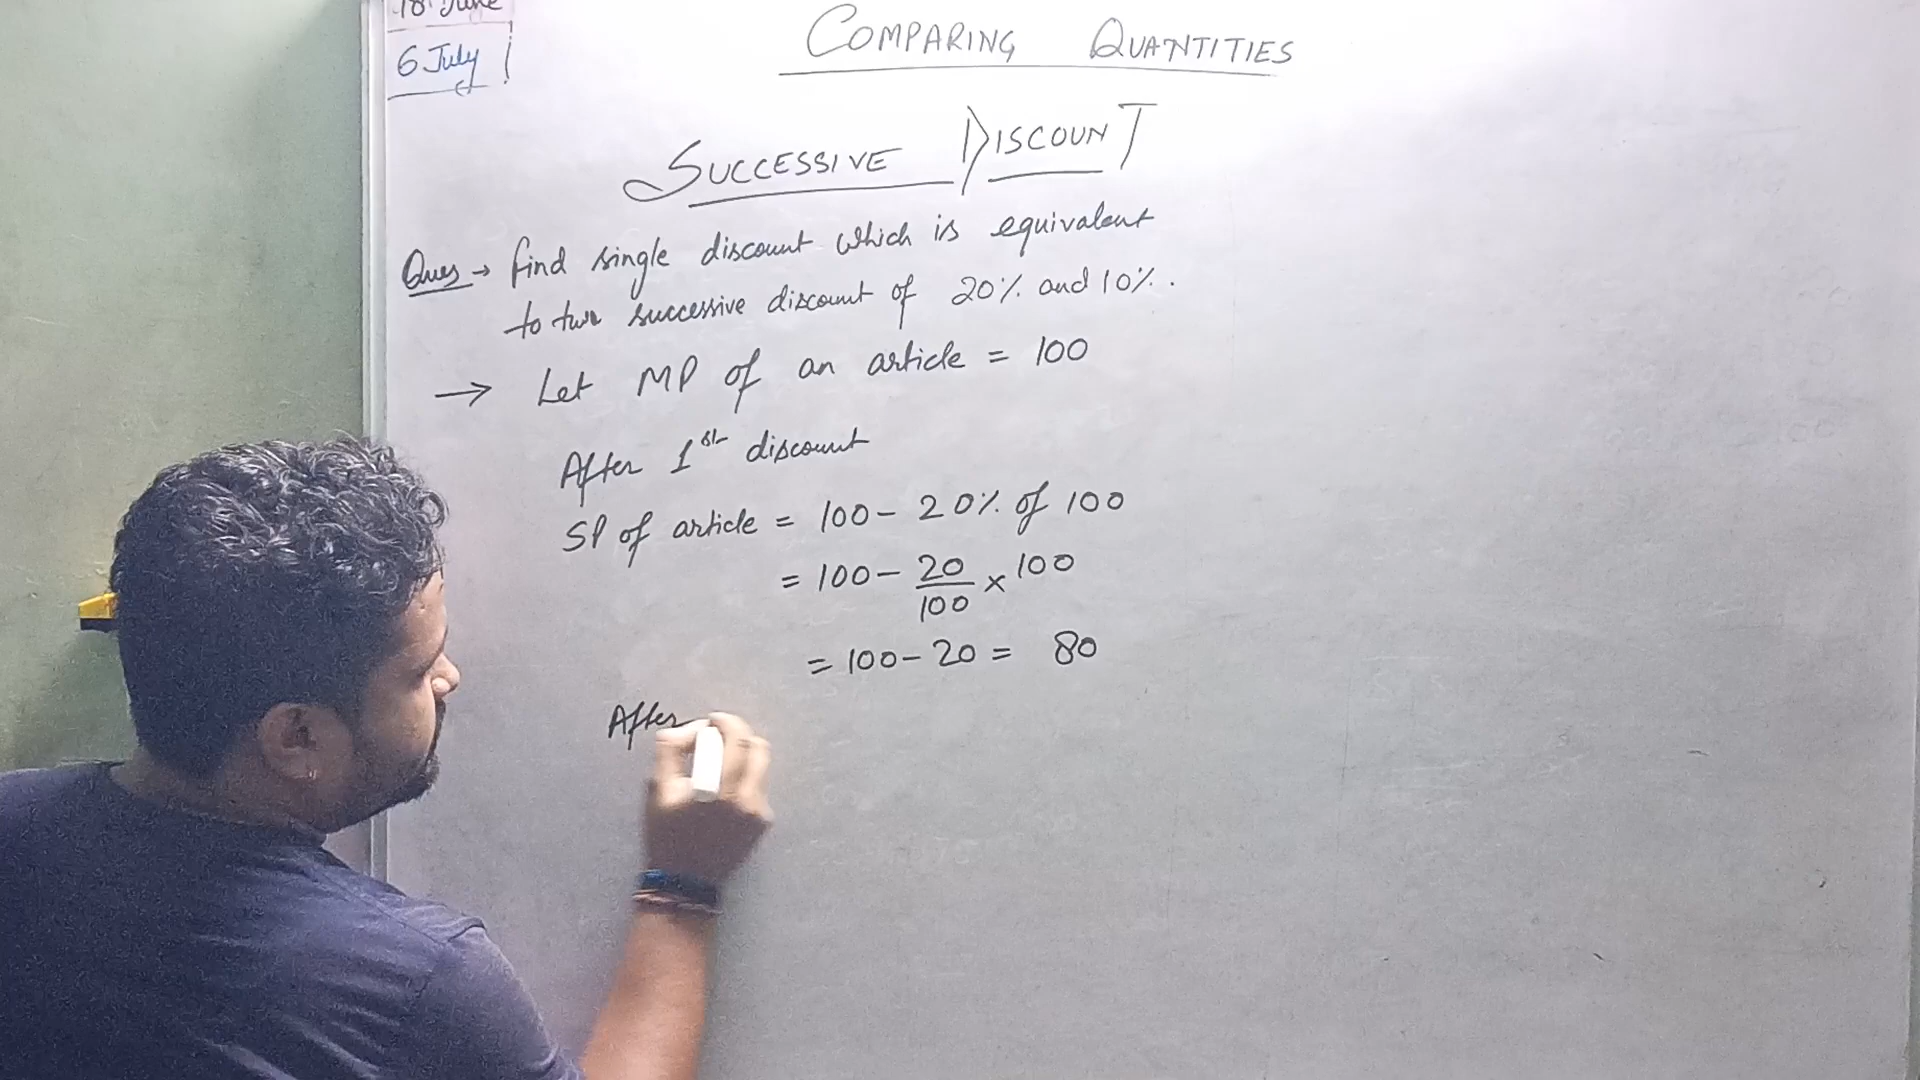 18 June
6 July
COMPARING QUANTITIES
SUCCESSIVE DISCOUNT
Ques → find single discount which is equivalent
to two successive discount of 20% and 10%.
→ Let MP of an article = 100
After 1st discount
SP of article = 100 - 20% of 100
= 100 - 20/100 × 100
= 100 - 20 = 80
After